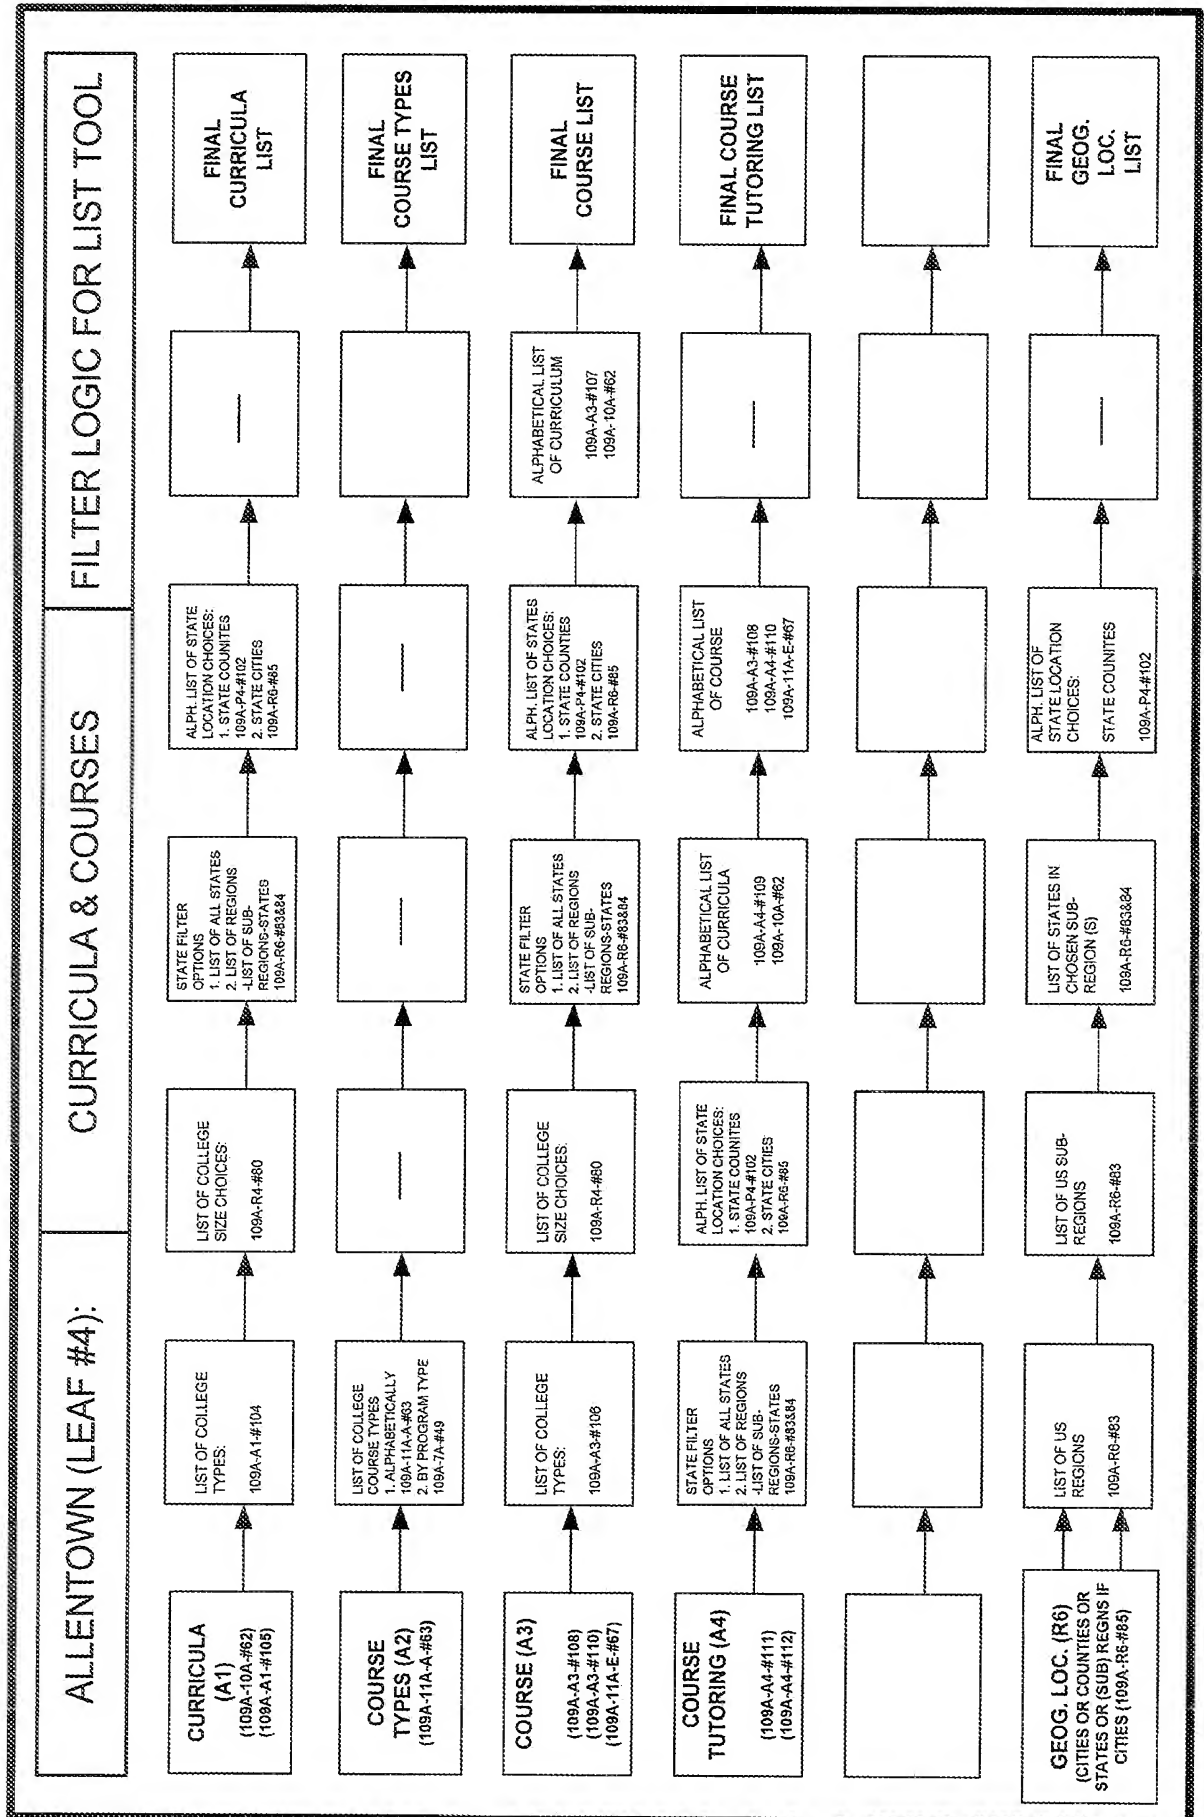 ALLENTOWN (LEAF #4):
CURRICULA & COURSES
FILTER LOGIC FOR LIST TOOL
CURRICULA
(A1)
(109A-10A-#62)
(109A-A1-#105)
LIST OF COLLEGE
TYPES:
109A-A1-#104
LIST OF COLLEGE
SIZE CHOICES:
109A-R4-#80
STATE FILTER
OPTIONS
1. LIST OF ALL STATES
2. LIST OF REGIONS
-LIST OF SUB-
REGIONS-STATES
109A-R6-#83&84
ALPH. LIST OF STATE
LOCATION CHOICES:
1. STATE COUNITES
109A-P4-#102
2. STATE CITIES
109A-R6-#85
—
FINAL
CURRICULA
LIST
COURSE
TYPES (A2)
(109A-11A-A-#63)
LIST OF COLLEGE
COURSE TYPES
1. ALPHABETICALLY
109A-11A-A-#63
2. BY PROGRAM TYPE
109A-7A-#49
—
—
—
FINAL
COURSE TYPES
LIST
COURSE (A3)
(109A-A3-#108)
(109A-A3-#110)
(109A-11A-E-#67)
LIST OF COLLEGE
TYPES:
109A-A3-#106
LIST OF COLLEGE
SIZE CHOICES:
109A-R4-#80
STATE FILTER
OPTIONS
1. LIST OF ALL STATES
2. LIST OF REGIONS
-LIST OF SUB-
REGIONS-STATES
109A-R6-#83&84
ALPH. LIST OF STATES
LOCATION CHOICES:
1. STATE COUNTIES
109A-P4-#102
2. STATE CITIES
109A-R6-#85
ALPHABETICAL LIST
OF CURRICULUM
109A-A3-#107
109A-10A-#62
FINAL
COURSE LIST
COURSE
TUTORING (A4)
(109A-A4-#111)
(109A-A4-#112)
STATE FILTER
OPTIONS
1. LIST OF ALL STATES
2. LIST OF REGIONS
-LIST OF SUB-
REGIONS-STATES
109A-R6-#83&84
ALPH. LIST OF STATE
LOCATION CHOICES:
1. STATE COUNITES
109A-P4-#102
2. STATE CITIES
109A-R6-#85
ALPHABETICAL LIST
OF CURRICULA
109A-A4-#109
109A-10A-#62
ALPHABETICAL LIST
OF COURSE
109A-A3-#108
109A-A4-#110
109A-11A-E-#67
—
FINAL COURSE
TUTORING LIST
GEOG. LOC. (R6)
(CITIES OR COUNTIES OR
STATES OR (SUB) REGNS IF
CITIES (109A-R6-#85)
LIST OF US
REGIONS
109A-R6-#83
LIST OF US SUB-
REGIONS
109A-R6-#83
LIST OF STATES IN
CHOSEN SUB-
REGION (S)
109A-R6-#83&84
ALPH. LIST OF
STATE LOCATION
CHOICES:
STATE COUNITES
109A-P4-#102
—
FINAL
GEOG.
LOC.
LIST